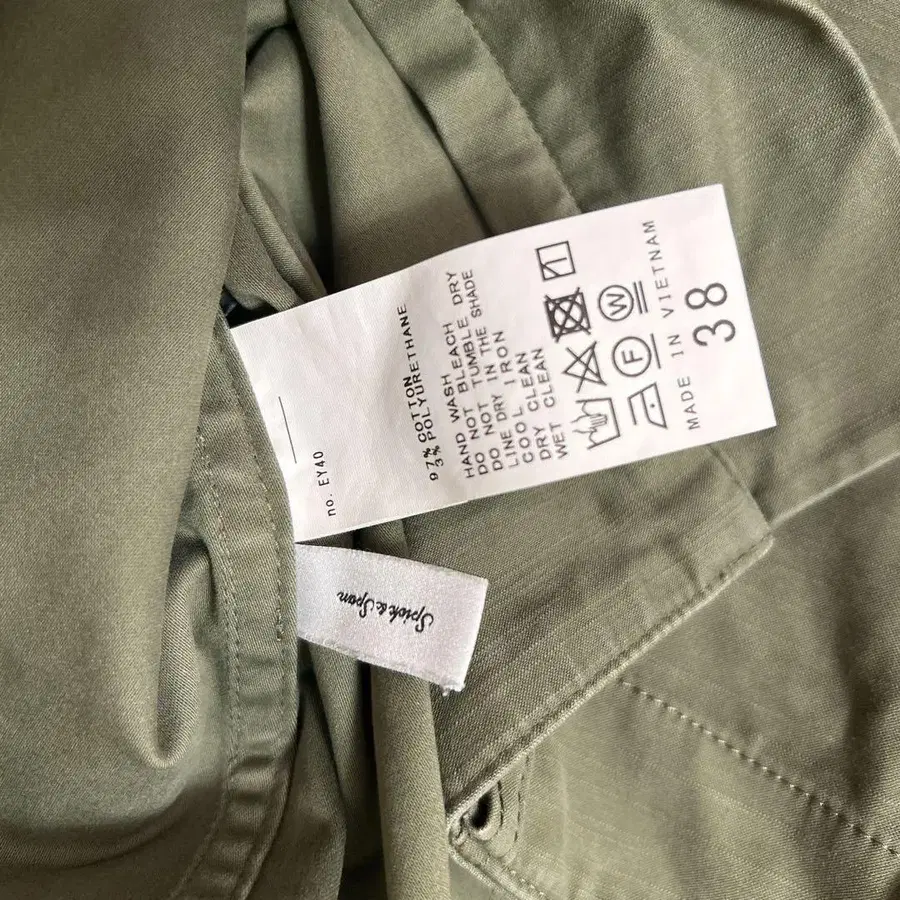 no. EY40
97% COTTON
3% POLYURETHANE
HAND WASH
DO NOT BLEACH
DO NOT TUMBLE DRY
LINE DRY IN THE SHADE
COOL IRON
DRY CLEAN
WET CLEAN
F W
MADE IN VIETNAM
38
Spick & Span